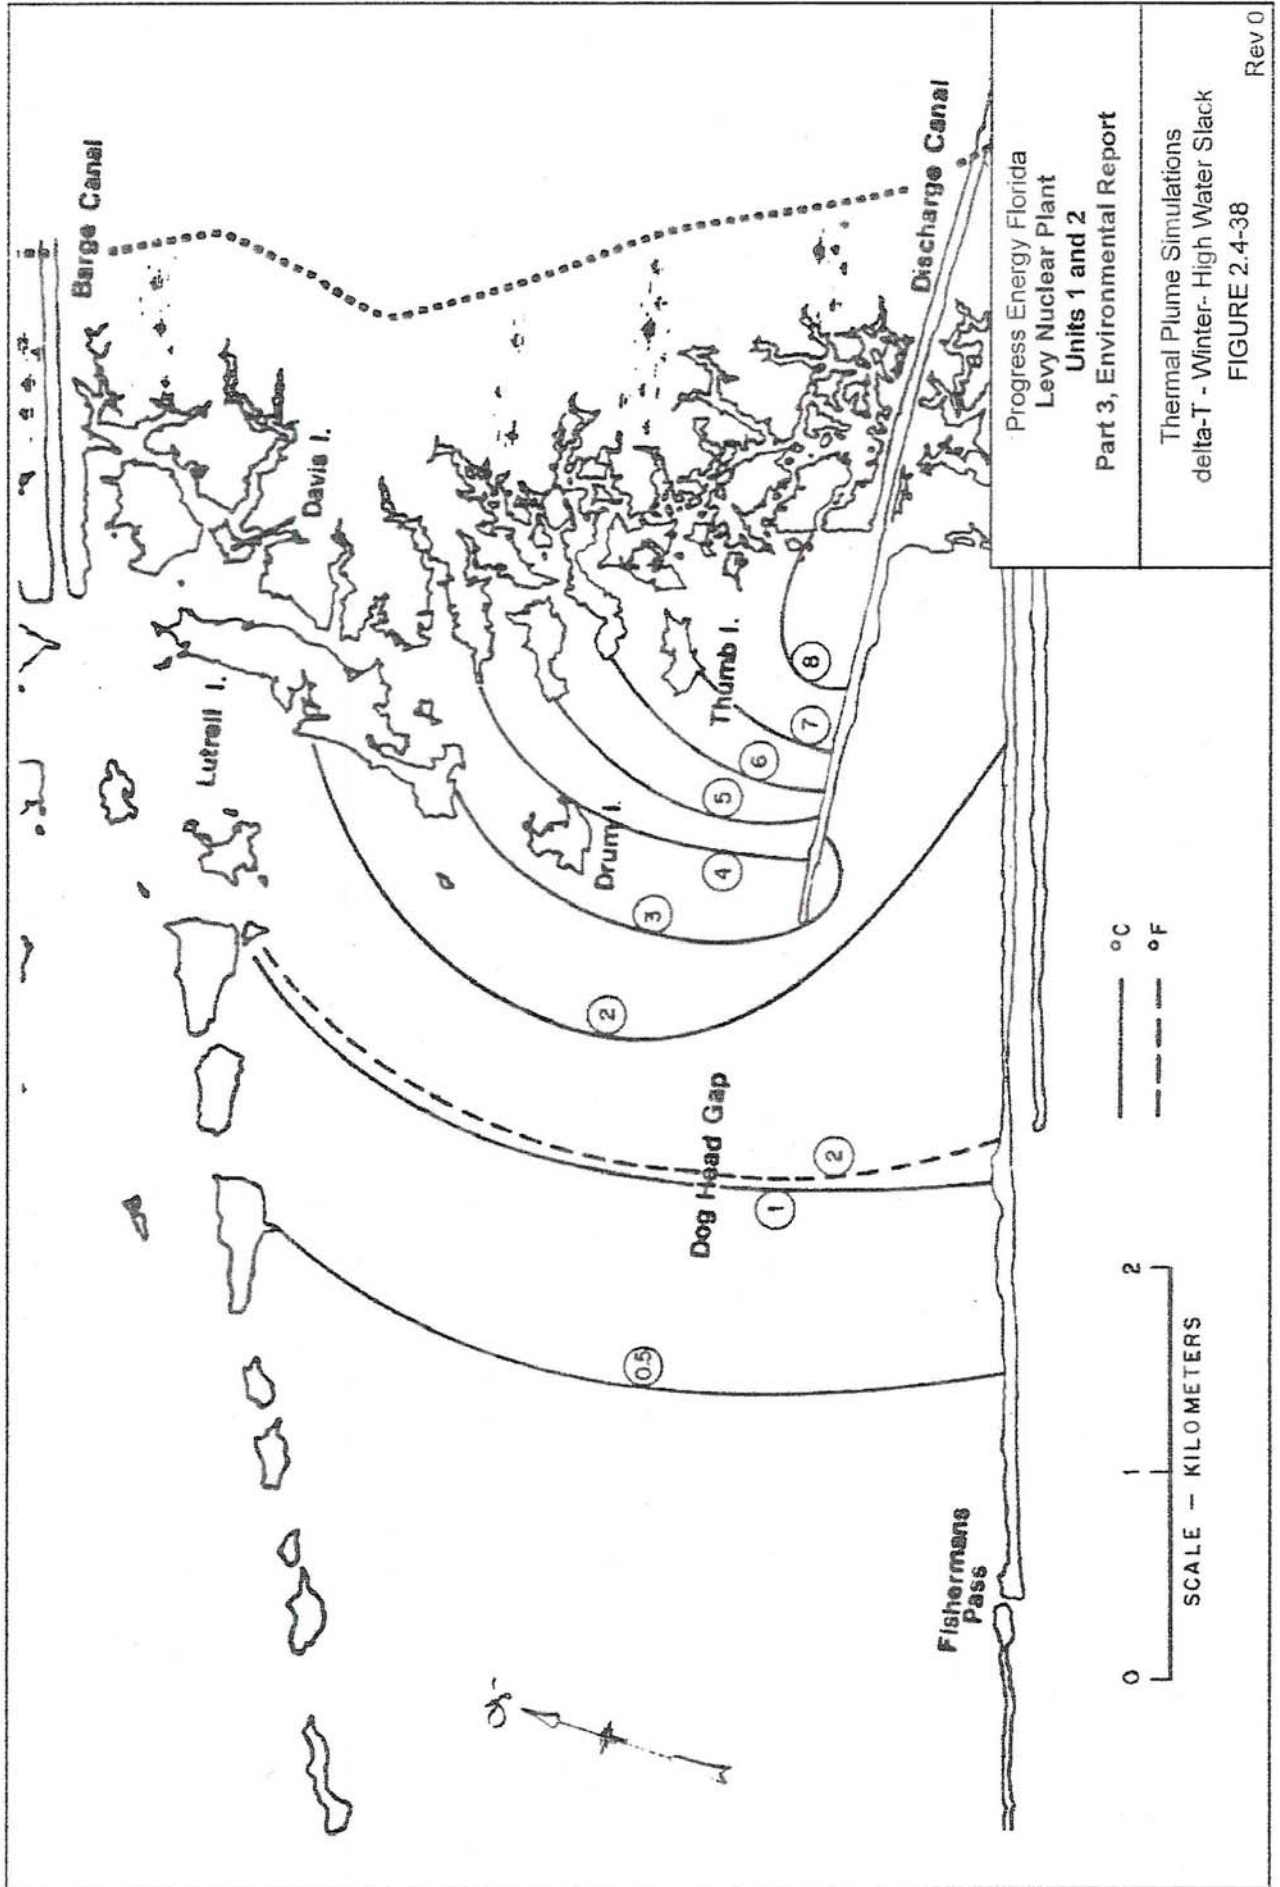 Barge Canal
Lutrell I.
Davis I.
Drum I.
Thumb I.
Discharge Canal
Dog Head Gap
Fishermans
Pass
0.5
1
2
2
3
4
5
6
7
8
°C
°F
0 1 2
SCALE – KILOMETERS
Progress Energy Florida
Levy Nuclear Plant
Units 1 and 2
Part 3, Environmental Report
Thermal Plume Simulations
delta-T - Winter- High Water Slack
FIGURE 2.4-38
Rev 0